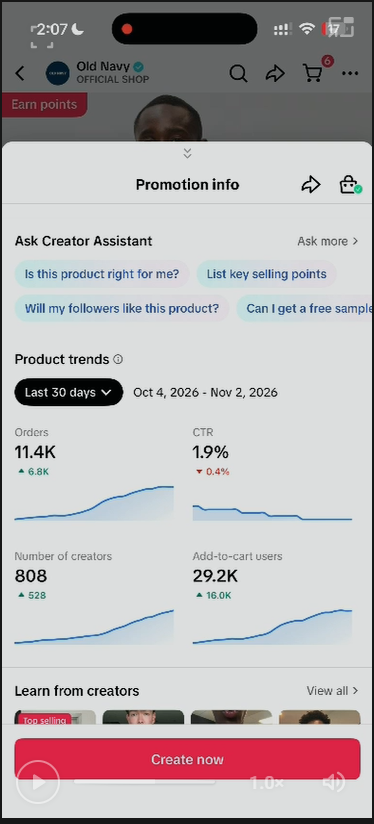 2:07
17
Old Navy
OFFICIAL SHOP
6
Earn points
Promotion info
Ask Creator Assistant
Ask more >
Is this product right for me?
List key selling points
Will my followers like this product?
Can I get a free sample
Product trends
Last 30 days
Oct 4, 2026 - Nov 2, 2026
Orders
CTR
11.4K
1.9%
▲ 6.8K
▼ 0.4%
Number of creators
Add-to-cart users
808
29.2K
▲ 528
▲ 16.0K
Learn from creators
View all >
Top selling
Create now
1.0×